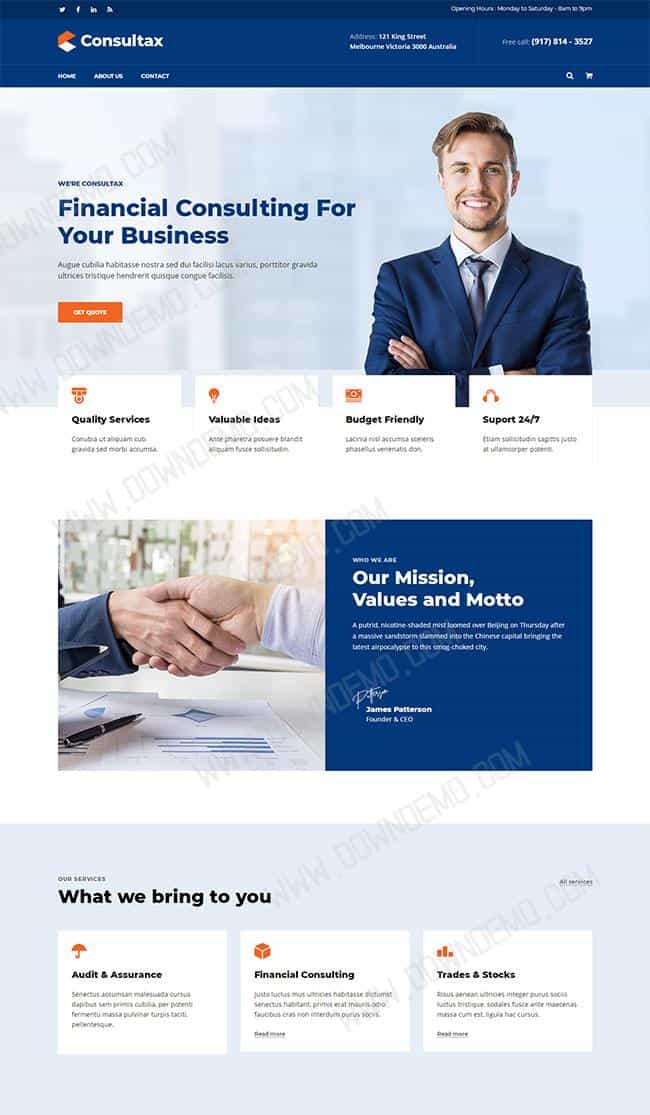 Opening Hours : Monday to Saturday - 8am to 9pm
Consultax
Address: 121 King Street
Melbourne Victoria 3000 Australia
Free call: (917) 814 - 3527
HOME
ABOUT US
CONTACT
WE'RE CONSULTAX
Financial Consulting For
Your Business
Augue cubilia habitasse nostra sed dui facilisi lacus varius, porttitor gravida
ultrices tristique hendrerit quisque congue facilisis.
GET QUOTE
Quality Services
Conubia ut aliquam cub
gravida sed morbi accumsa.
Valuable Ideas
Ante pharetra posuere blandit
aliquam fusce sollicitudin.
Budget Friendly
Lacinia nisl accumsa sceleris
phasellus venenatis don.
Suport 24/7
Etiam sollicitudin sagittis justo
at ullamcorper potenti.
WHO WE ARE
Our Mission,
Values and Motto
A putrid, nicotine-shaded mist loomed over Beijing on Thursday after
a massive sandstorm slammed into the Chinese capital bringing the
latest airpocalypse to this smog-choked city.
James Patterson
Founder & CEO
OUR SERVICES
What we bring to you
All services
Audit & Assurance
Senectus accumsan malesuada cursus
dapibus sem primis cubilia, per potenti
fermentu massa pulvinar turpis taciti,
pellentesque.
Financial Consulting
Justo luctus mus ultricies habitasse dictumst
senectus habitant, primis erat mauris odio
faucibus cras non interdum purus sociis.
Read more
Trades & Stocks
Risus aenean ultricies integer purus sociis
luctus tristique, sodales fusce ante maecenas
massa cum est, ligula hac cursus.
Read more
WWW.DOWNDEMO.COM
WWW.DOWNDEMO.COM
WWW.DOWNDEMO.COM
WWW.DOWNDEMO.COM